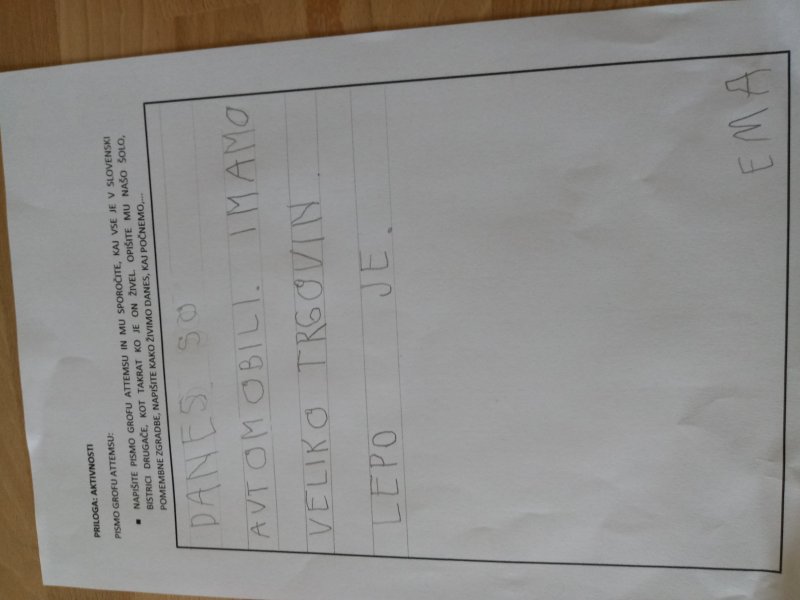 PRILOGA: AKTIVNOSTI
PISMO GROFU ATTEMSU:
▪ NAPIŠITE PISMO GROFU ATTEMSU IN MU SPOROČITE, KAJ VSE JE V SLOVENSKI
BISTRICI DRUGAČE, KOT TAKRAT KO JE ON ŽIVEL. OPIŠITE MU NAŠO ŠOLO,
POMEMBNE ZGRADBE, NAPIŠITE KAKO ŽIVIMO DANES, KAJ POČNEMO,...
DANES SO
AVTOMOBILI. IMAMO
VELIKO TRGOVIN.
LEPO JE.
EMA